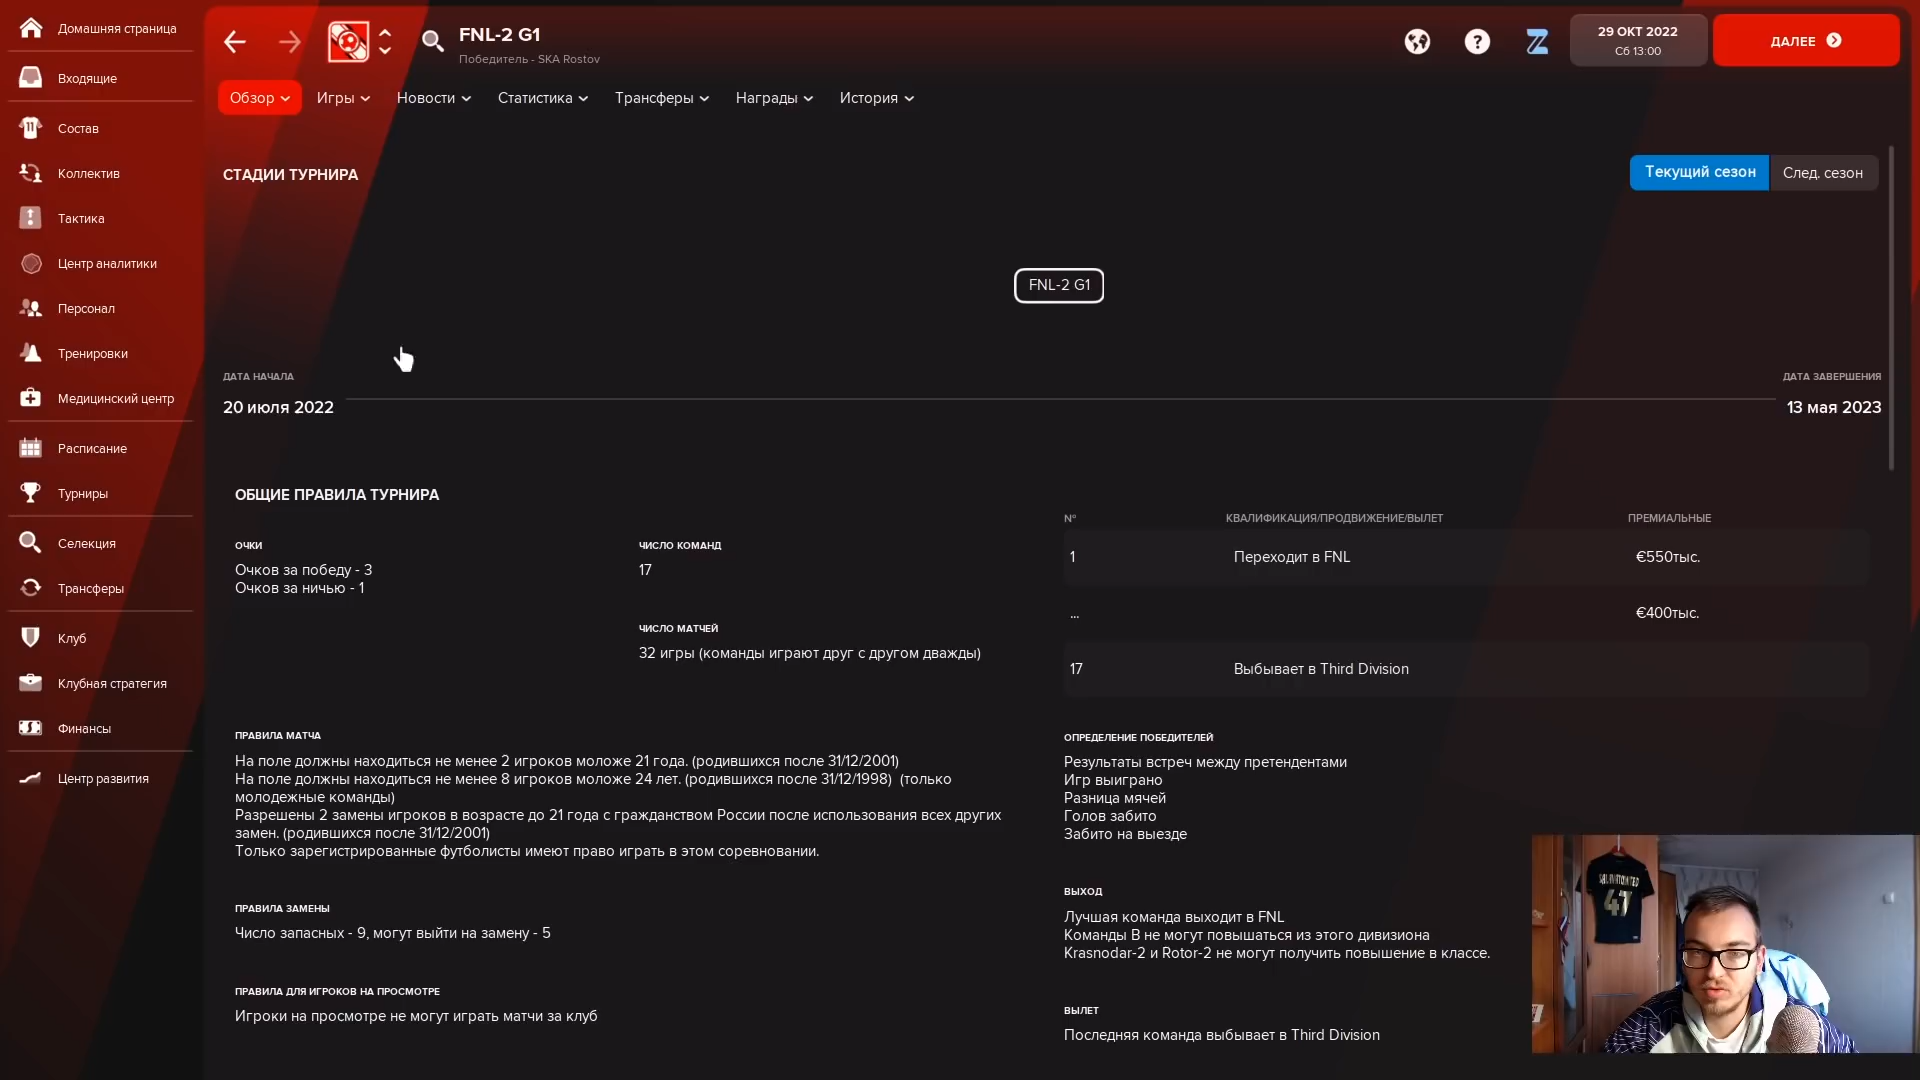 Домашняя страница
Входящие
Состав
Коллектив
Тактика
Центр аналитики
Персонал
Тренировки
Медицинский центр
Расписание
Турниры
Селекция
Трансферы
Клуб
Клубная стратегия
Финансы
Центр развития
FNL-2 G1
Победитель - SKA Rostov
29 ОКТ 2022
Сб 13:00
ДАЛЕЕ
Обзор
Игры
Новости
Статистика
Трансферы
Награды
История
СТАДИИ ТУРНИРА
Текущий сезон
След. сезон
FNL-2 G1
ДАТА НАЧАЛА
20 июля 2022
ДАТА ЗАВЕРШЕНИЯ
13 мая 2023
ОБЩИЕ ПРАВИЛА ТУРНИРА
ОЧКИ
Очков за победу - 3
Очков за ничью - 1
ЧИСЛО КОМАНД
17
ЧИСЛО МАТЧЕЙ
32 игры (команды играют друг с другом дважды)
№ КВАЛИФИКАЦИЯ/ПРОДВИЖЕНИЕ/ВЫЛЕТ ПРЕМИАЛЬНЫЕ
1 Переходит в FNL €550тыс.
... €400тыс.
17 Выбывает в Third Division
ПРАВИЛА МАТЧА
На поле должны находиться не менее 2 игроков моложе 21 года. (родившихся после 31/12/2001)
На поле должны находиться не менее 8 игроков моложе 24 лет. (родившихся после 31/12/1998) (только
молодежные команды)
Разрешены 2 замены игроков в возрасте до 21 года с гражданством России после использования всех других
замен. (родившихся после 31/12/2001)
Только зарегистрированные футболисты имеют право играть в этом соревновании.
ПРАВИЛА ЗАМЕНЫ
Число запасных - 9, могут выйти на замену - 5
ПРАВИЛА ДЛЯ ИГРОКОВ НА ПРОСМОТРЕ
Игроки на просмотре не могут играть матчи за клуб
ОПРЕДЕЛЕНИЕ ПОБЕДИТЕЛЕЙ
Результаты встреч между претендентами
Игр выиграно
Разница мячей
Голов забито
Забито на выезде
ВЫХОД
Лучшая команда выходит в FNL
Команды B не могут повышаться из этого дивизиона
Krasnodar-2 и Rotor-2 не могут получить повышение в классе.
ВЫЛЕТ
Последняя команда выбывает в Third Division
47